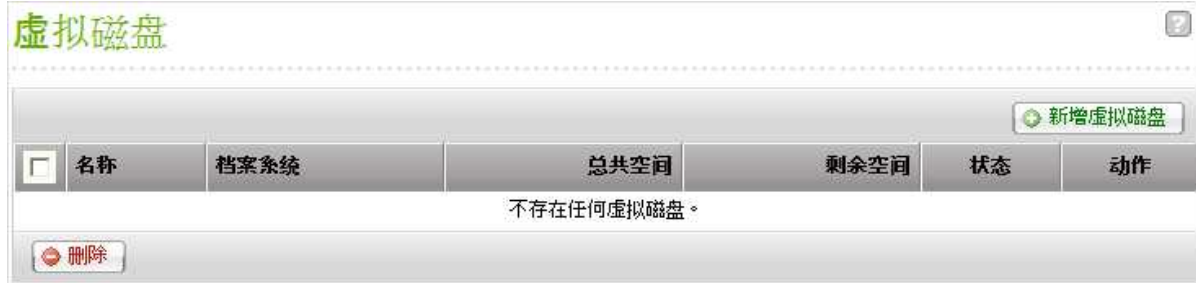 虚拟磁盘
?
新增虚拟磁盘
名称 档案系统 总共空间 剩余空间 状态 动作
不存在任何虚拟磁盘。
删除